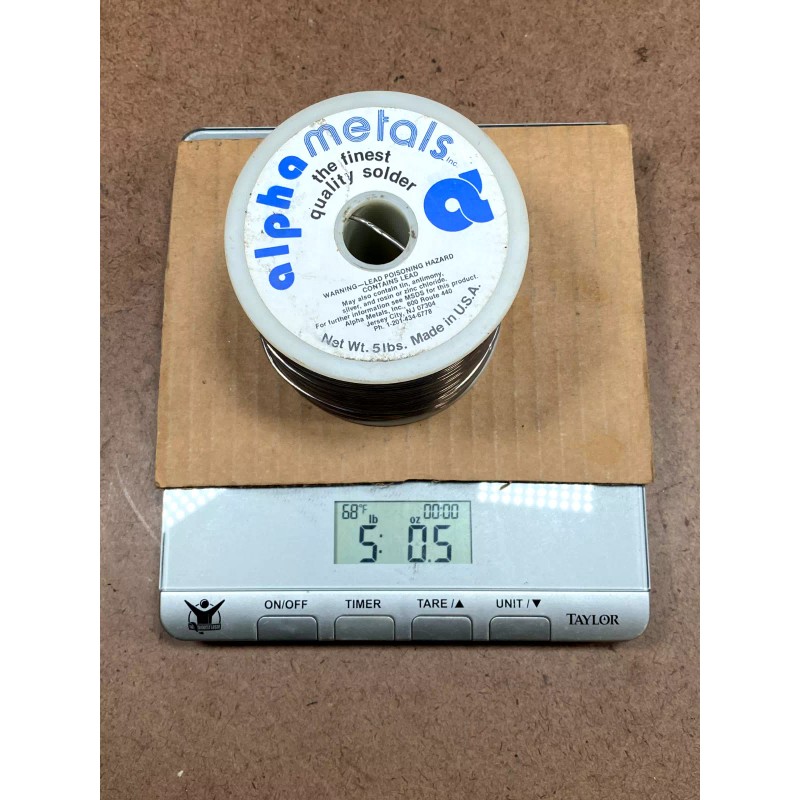 alpha metals Inc.
the finest
quality solder
a
WARNING—LEAD POISONING HAZARD
CONTAINS LEAD
May also contain tin, antimony,
silver, and rosin or zinc chloride.
For further information see MSDS for this product.
Alpha Metals, Inc., 600 Route 440
Jersey City, NJ 07304
Ph. 1-201-434-6778
Net Wt. 5 lbs. Made in U.S.A.
68°F 00:00
lb oz
5: 0.5
ON/OFF TIMER TARE /▲ UNIT /▼
TAYLOR